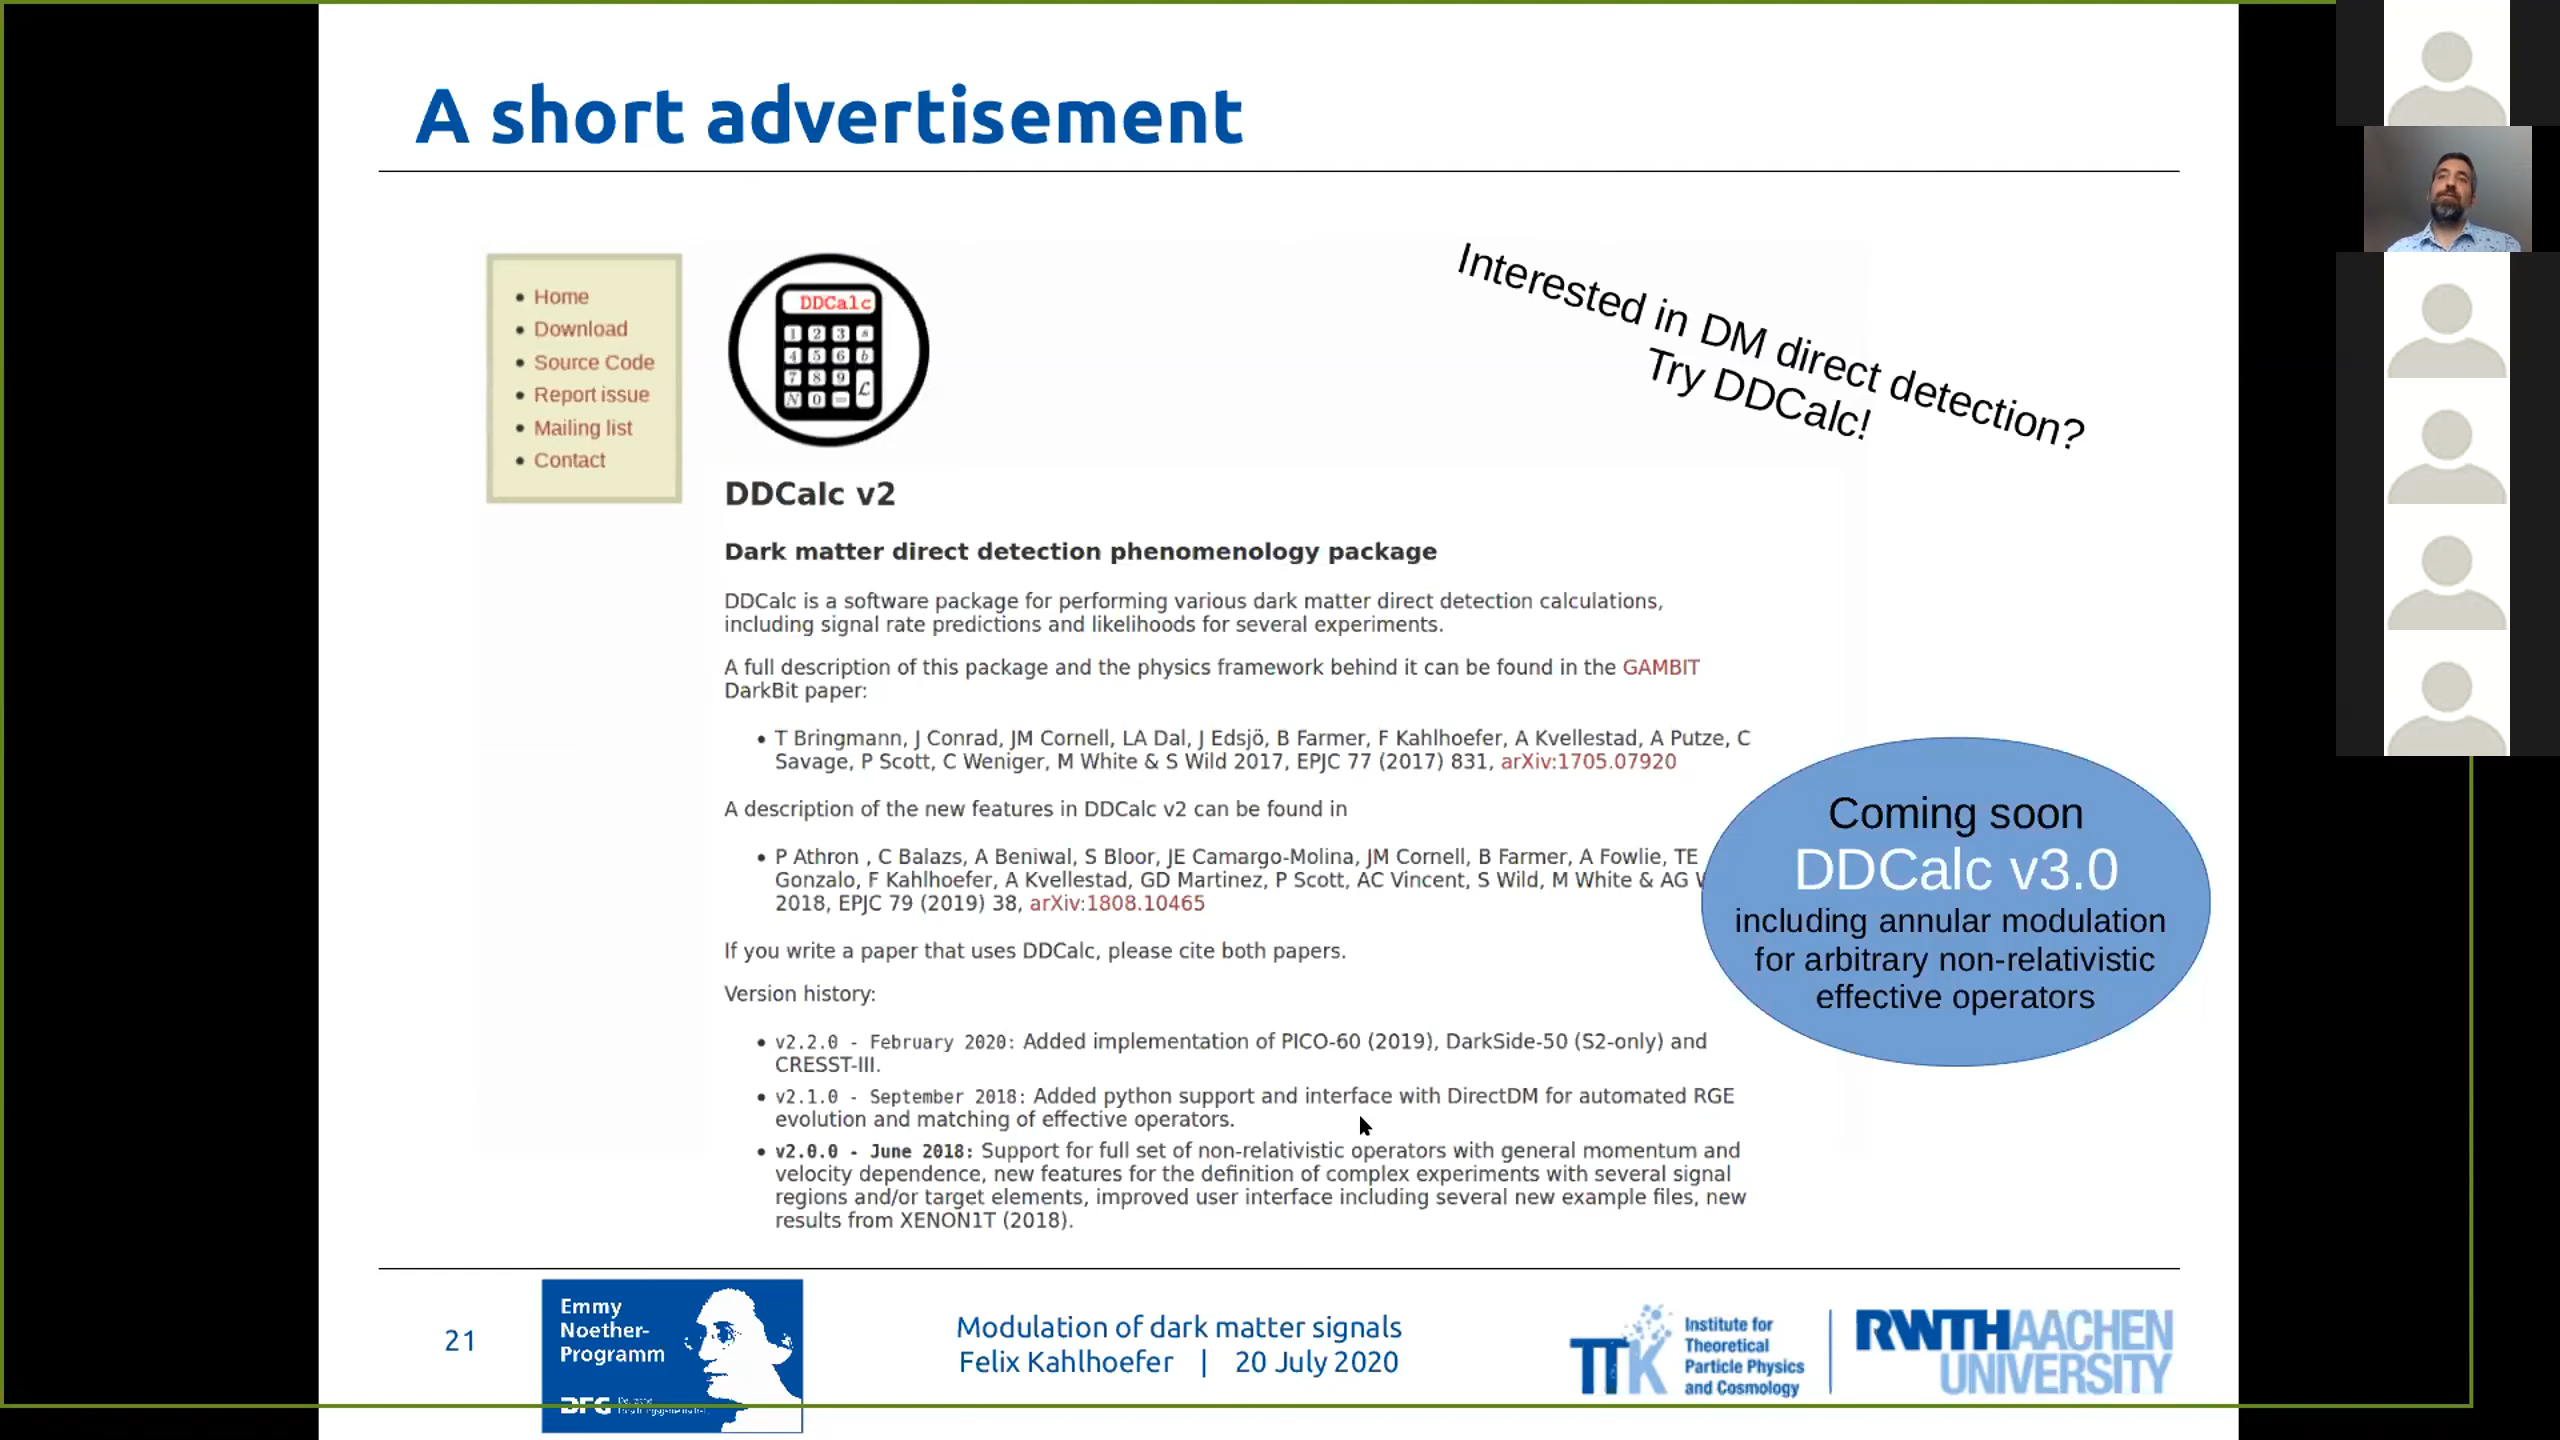 A short advertisement
Home
Download
Source Code
Report issue
Mailing list
Contact
DDCalc
1 2 3 s
4 5 6 b
7 8 9 ℒ
N 0 =
Interested in DM direct detection?
Try DDCalc!
DDCalc v2
Dark matter direct detection phenomenology package
DDCalc is a software package for performing various dark matter direct detection calculations,
including signal rate predictions and likelihoods for several experiments.
A full description of this package and the physics framework behind it can be found in the GAMBIT
DarkBit paper:
T Bringmann, J Conrad, JM Cornell, LA Dal, J Edsjö, B Farmer, F Kahlhoefer, A Kvellestad, A Putze, C
Savage, P Scott, C Weniger, M White & S Wild 2017, EPJC 77 (2017) 831, arXiv:1705.07920
A description of the new features in DDCalc v2 can be found in
P Athron , C Balazs, A Beniwal, S Bloor, JE Camargo-Molina, JM Cornell, B Farmer, A Fowlie, TE
Gonzalo, F Kahlhoefer, A Kvellestad, GD Martinez, P Scott, AC Vincent, S Wild, M White & AG
2018, EPJC 79 (2019) 38, arXiv:1808.10465
If you write a paper that uses DDCalc, please cite both papers.
Version history:
v2.2.0 - February 2020: Added implementation of PICO-60 (2019), DarkSide-50 (S2-only) and
CRESST-III.
v2.1.0 - September 2018: Added python support and interface with DirectDM for automated RGE
evolution and matching of effective operators.
v2.0.0 - June 2018: Support for full set of non-relativistic operators with general momentum and
velocity dependence, new features for the definition of complex experiments with several signal
regions and/or target elements, improved user interface including several new example files, new
results from XENON1T (2018).
Coming soon
DDCalc v3.0
including annular modulation
for arbitrary non-relativistic
effective operators
21
Emmy
Noether-
Programm
DFG
Modulation of dark matter signals
Felix Kahlhoefer | 20 July 2020
TTK
Institute for
Theoretical
Particle Physics
and Cosmology
RWTH AACHEN
UNIVERSITY